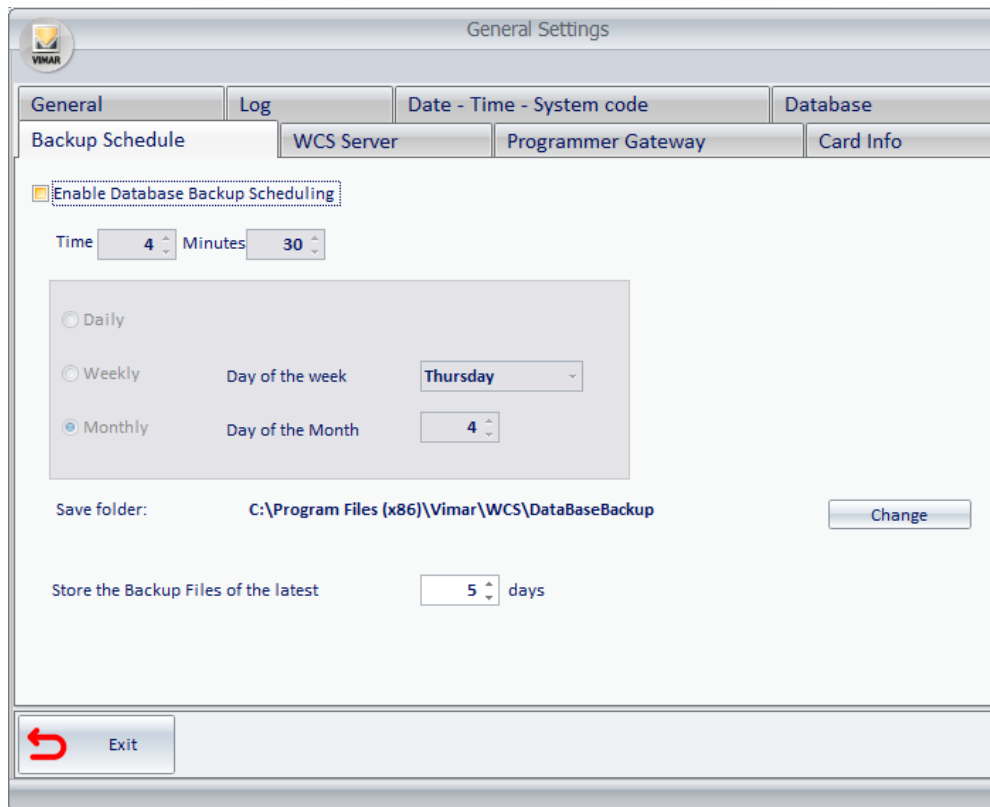 General Settings
VIMAR
General Log Date - Time - System code Database
Backup Schedule WCS Server Programmer Gateway Card Info
Enable Database Backup Scheduling
Time 4 Minutes 30
Daily
Weekly Day of the week Thursday
Monthly Day of the Month 4
Save folder: C:\Program Files (x86)\Vimar\WCS\DataBaseBackup Change
Store the Backup Files of the latest 5 days
Exit